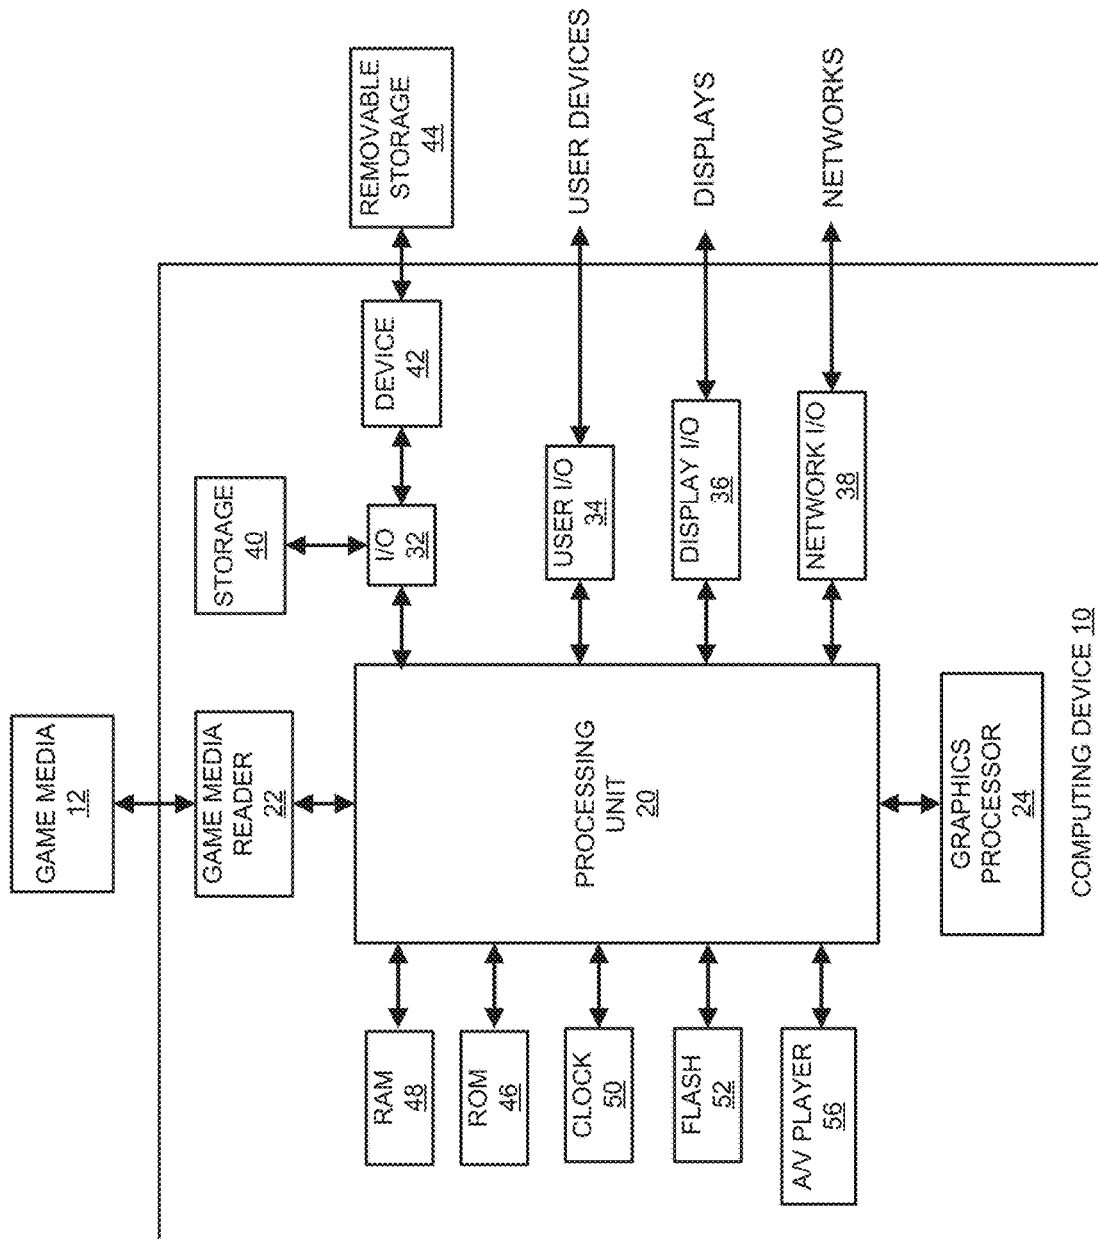 GAME MEDIA
12
GAME MEDIA
READER
22
STORAGE
40
I/O
32
DEVICE
42
REMOVABLE
STORAGE
44
RAM
48
ROM
46
CLOCK
50
FLASH
52
A/V PLAYER
56
PROCESSING
UNIT
20
USER I/O
34
USER DEVICES
DISPLAY I/O
36
DISPLAYS
NETWORK I/O
38
NETWORKS
GRAPHICS
PROCESSOR
24
COMPUTING DEVICE 10